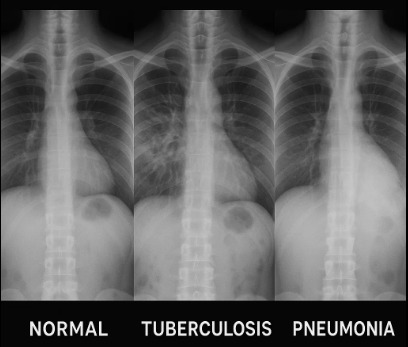 NORMAL TUBERCULOSIS PNEUMONIA